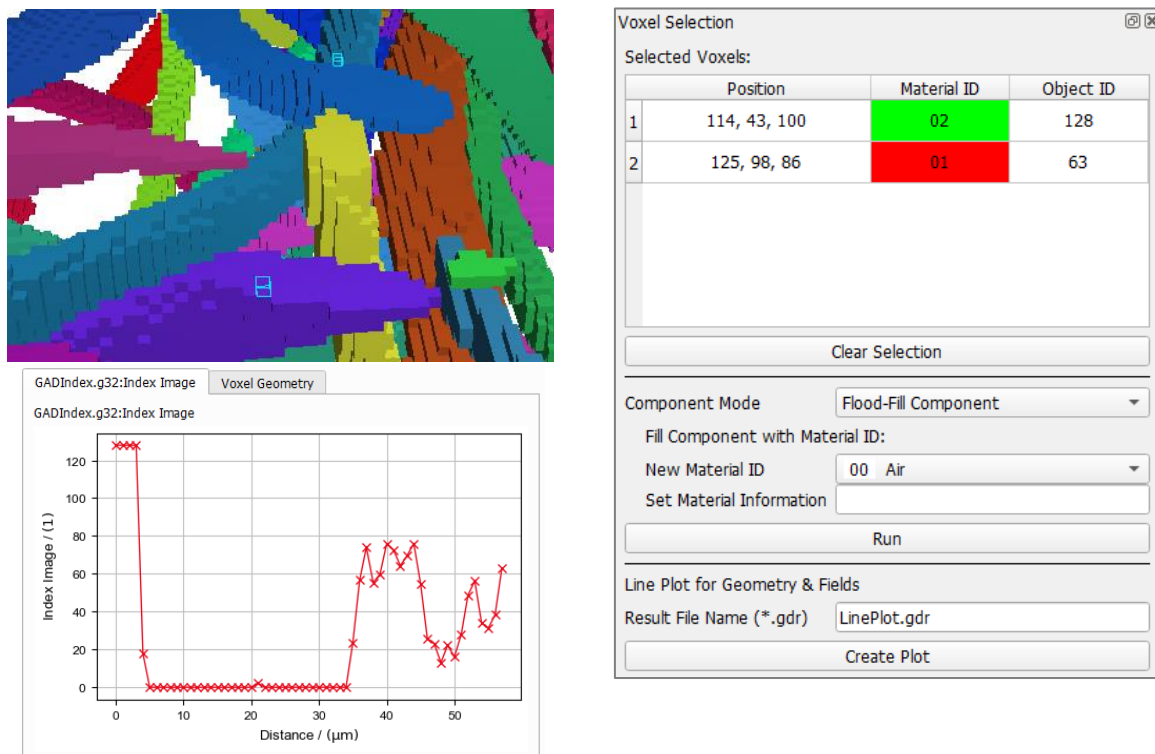 GADIndex.g32:Index Image Voxel Geometry
GADIndex.g32:Index Image
Index Image / (1)
120
100
80
60
40
20
0
0 10 20 30 40 50
Distance / (µm)
Voxel Selection
Selected Voxels:
Position Material ID Object ID
1 114, 43, 100 02 128
2 125, 98, 86 01 63
Clear Selection
Component Mode Flood-Fill Component
Fill Component with Material ID:
New Material ID 00 Air
Set Material Information
Run
Line Plot for Geometry & Fields
Result File Name (*.gdr) LinePlot.gdr
Create Plot